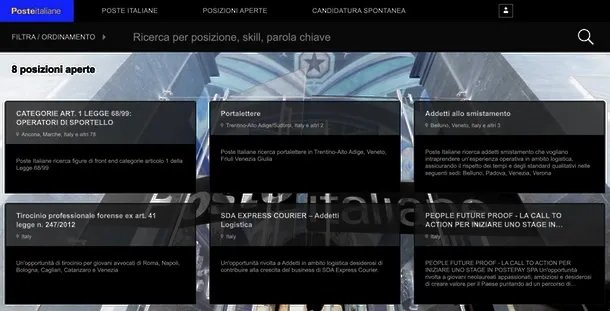 Posteitaliane
POSTE ITALIANE
POSIZIONI APERTE
CANDIDATURA SPONTANEA
FILTRA / ORDINAMENTO
Ricerca per posizione, skill, parola chiave
8 posizioni aperte
CATEGORIE ART. 1 LEGGE 68/99:
OPERATORI DI SPORTELLO
Ancona, Marche, Italy e altri 78
Poste Italiane ricerca figure di front end categorie articolo 1 della
Legge 68/99
Portalettere
Trentino-Alto Adige/Südtirol, Italy e altri 2
Poste Italiane ricerca portalettere in Trentino-Alto Adige, Veneto,
Friuli Venezia Giulia
Addetti allo smistamento
Belluno, Veneto, Italy e altri 3
Poste Italiane ricerca addetti smistamento che vogliano
intraprendere un'esperienza operativa in ambito logistica,
assicurando il rispetto dei tempi e degli standard qualitativi nelle
seguenti sedi: Belluno, Padova, Venezia, Verona
Tirocinio professionale forense ex art. 41
legge n. 247/2012
Italy
Un'opportunità di tirocinio per giovani avvocati di Roma, Napoli,
Bologna, Cagliari, Catanzaro e Venezia
SDA EXPRESS COURIER – Addetti
Logistica
Italy
Un'opportunità rivolta a Addetti in ambito logistica desiderosi di
contribuire alla crescita del business di SDA Express Courier.
PEOPLE FUTURE PROOF - LA CALL TO
ACTION PER INIZIARE UNO STAGE IN…
Italy
PEOPLE FUTURE PROOF - LA CALL TO ACTION PER
INIZIARE UNO STAGE IN POSTEPAY SPA Un'opportunità
rivolta a giovani neolaureati appassionati, ambiziosi e desiderosi
di creare valore per il Paese puntando ad un percorso di…
Posteitaliane